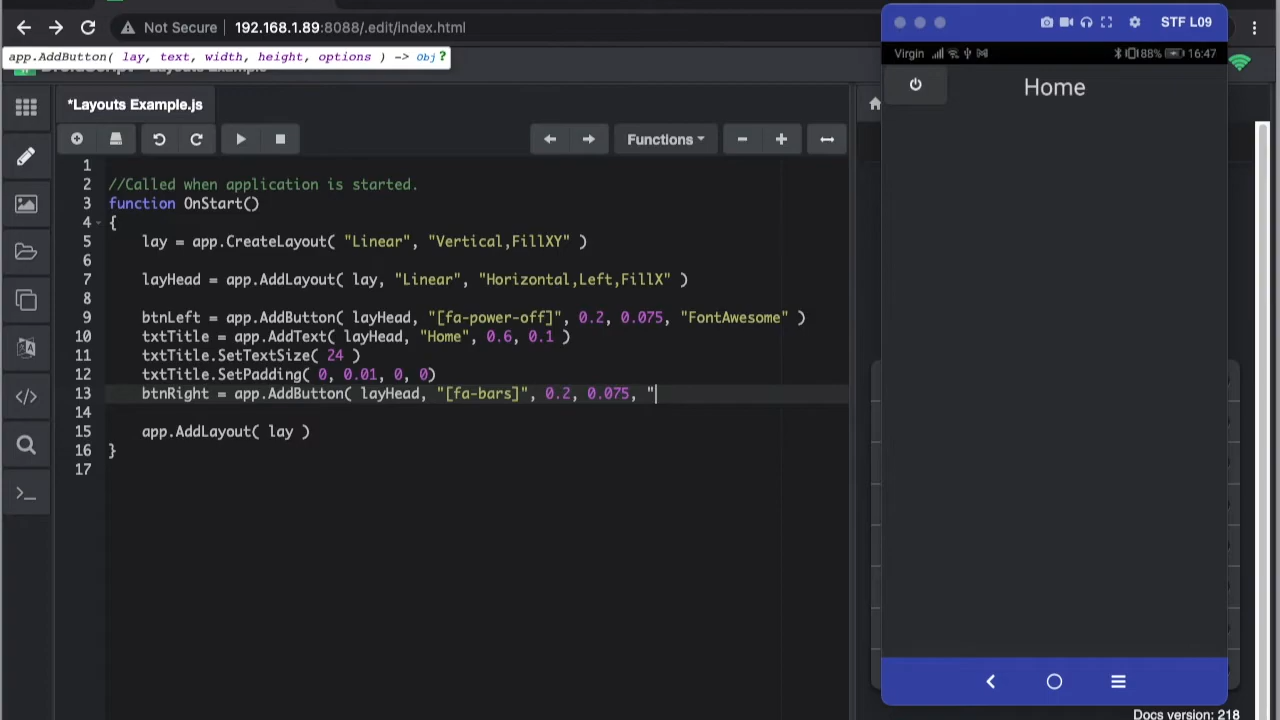 Not Secure 192.168.1.89:8088/.edit/index.html
STF L09
app.AddButton( lay, text, width, height, options ) -> Obj ?
Virgin 88% 16:47
*Layouts Example.js
Home
Functions
1
2 //Called when application is started.
3 function OnStart()
4 {
5 lay = app.CreateLayout( "Linear", "Vertical,FillXY" )
6
7 layHead = app.AddLayout( lay, "Linear", "Horizontal,Left,FillX" )
8
9 btnLeft = app.AddButton( layHead, "[fa-power-off]", 0.2, 0.075, "FontAwesome" )
10 txtTitle = app.AddText( layHead, "Home", 0.6, 0.1 )
11 txtTitle.SetTextSize( 24 )
12 txtTitle.SetPadding( 0, 0.01, 0, 0)
13 btnRight = app.AddButton( layHead, "[fa-bars]", 0.2, 0.075, "
14
15 app.AddLayout( lay )
16 }
17
Docs version: 218